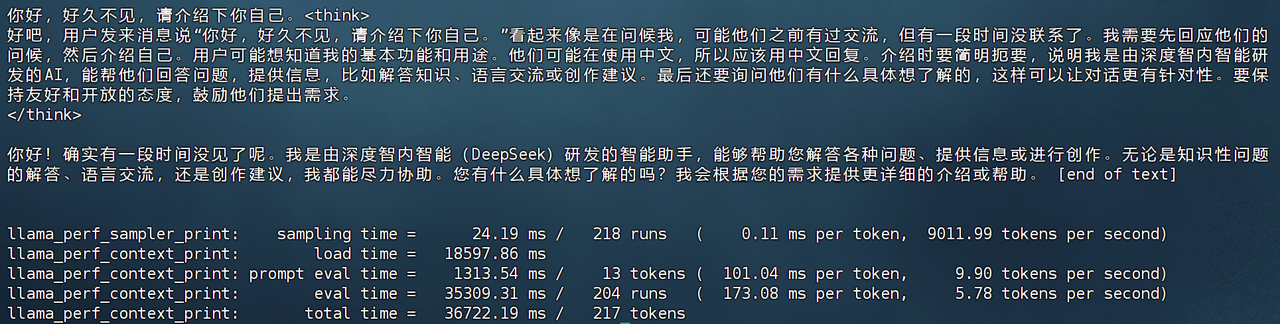 你好，好久不见，请介绍下你自己。<think>
好吧，用户发来消息说“你好，好久不见，请介绍下你自己。”看起来像是在问候我，可能他们之前有过交流，但有一段时间没联系了。我需要先回应他们的
问候，然后介绍自己。用户可能想知道我的基本功能和用途。他们可能在使用中文，所以应该用中文回复。介绍时要简明扼要，说明我是由深度智内智能研
发的AI，能帮他们回答问题，提供信息，比如解答知识、语言交流或创作建议。最后还要询问他们有什么具体想了解的，这样可以让对话更有针对性。要保
持友好和开放的态度，鼓励他们提出需求。
</think>
你好！确实有一段时间没见了呢。我是由深度智内智能（DeepSeek）研发的智能助手，能够帮助您解答各种问题、提供信息或进行创作。无论是知识性问题
的解答、语言交流，还是创作建议，我都能尽力协助。您有什么具体想了解的吗？我会根据您的需求提供更详细的介绍或帮助。 [end of text]
llama_perf_sampler_print:    sampling time =      24.19 ms /   218 runs   (    0.11 ms per token,  9011.99 tokens per second)
llama_perf_context_print:        load time =   18597.86 ms
llama_perf_context_print: prompt eval time =    1313.54 ms /    13 tokens (  101.04 ms per token,     9.90 tokens per second)
llama_perf_context_print:        eval time =   35309.31 ms /   204 runs   (  173.08 ms per token,     5.78 tokens per second)
llama_perf_context_print:       total time =   36722.19 ms /   217 tokens